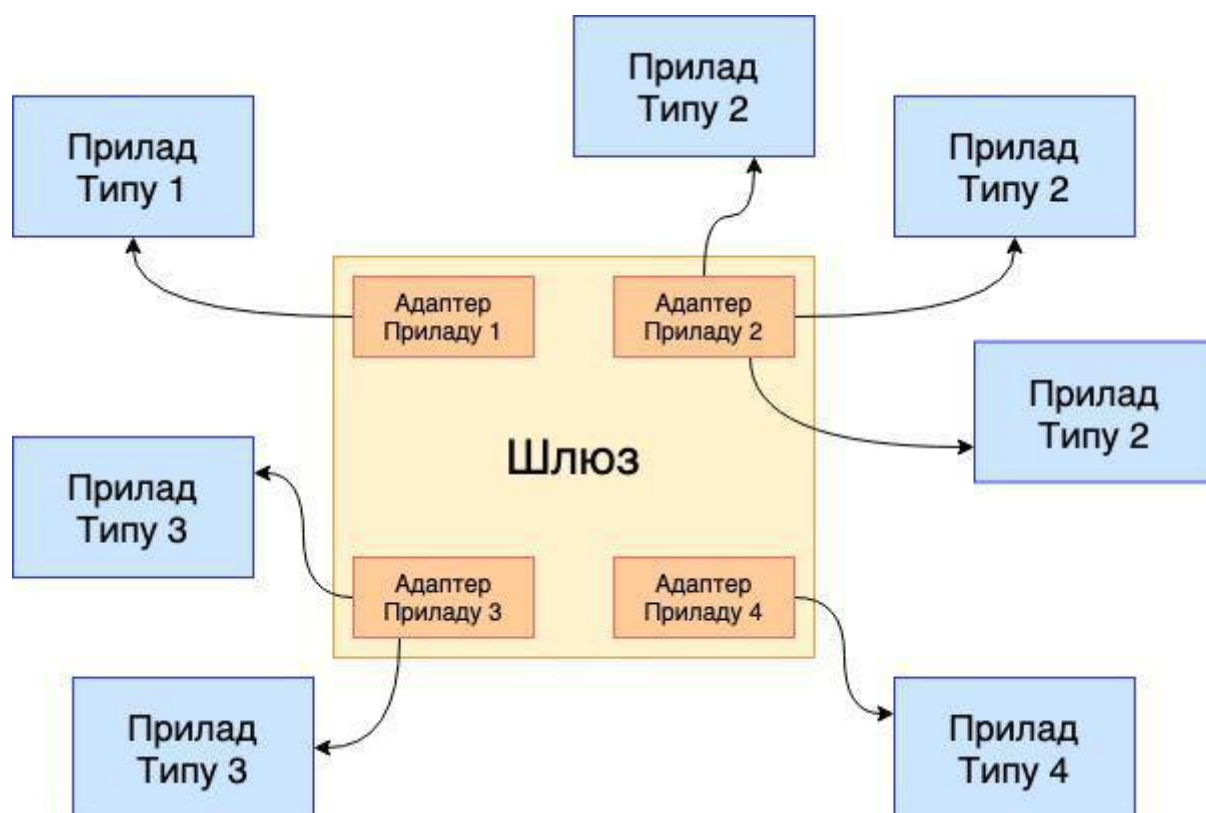 Прилад
Типу 2
Прилад
Типу 1
Прилад
Типу 2
Адаптер
Приладу 1
Адаптер
Приладу 2
Прилад
Типу 2
Шлюз
Прилад
Типу 3
Адаптер
Приладу 3
Адаптер
Приладу 4
Прилад
Типу 3
Прилад
Типу 4